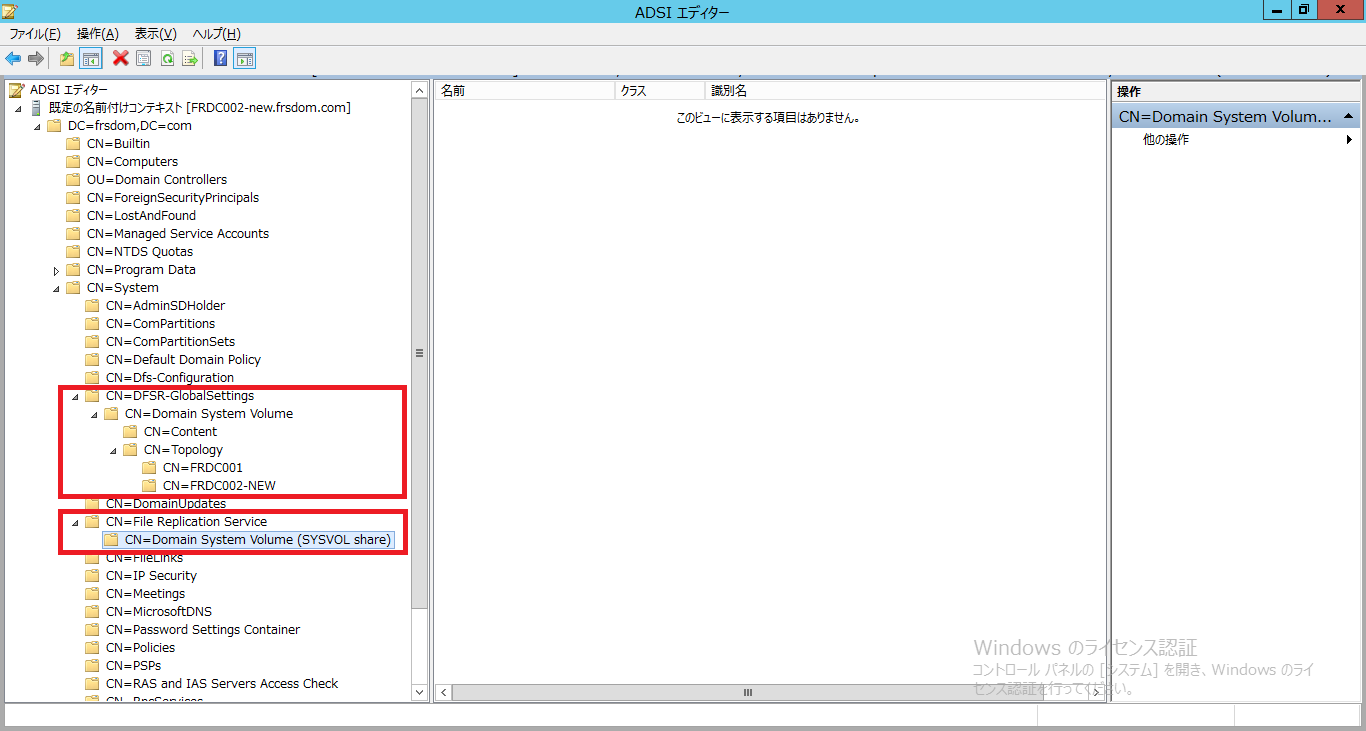 ADSI エディター
ファイル(F) 操作(A) 表示(V) ヘルプ(H)
ADSI エディター
既定の名前付けコンテキスト [FRDC002-new.frsdom.com]
DC=frsdom,DC=com
CN=Builtin
CN=Computers
OU=Domain Controllers
CN=ForeignSecurityPrincipals
CN=LostAndFound
CN=Managed Service Accounts
CN=NTDS Quotas
CN=Program Data
CN=System
CN=AdminSDHolder
CN=ComPartitions
CN=ComPartitionSets
CN=Default Domain Policy
CN=Dfs-Configuration
CN=DFSR-GlobalSettings
CN=Domain System Volume
CN=Content
CN=Topology
CN=FRDC001
CN=FRDC002-NEW
CN=DomainUpdates
CN=File Replication Service
CN=Domain System Volume (SYSVOL share)
CN=FileLinks
CN=IP Security
CN=Meetings
CN=MicrosoftDNS
CN=Password Settings Container
CN=Policies
CN=PSPs
CN=RAS and IAS Servers Access Check
CN=RpcServices
名前 クラス 識別名
このビューに表示する項目はありません。
操作
CN=Domain System Volum...
他の操作
Windows のライセンス認証
コントロール パネルの [システム] を開き、Windows のライ
センス認証を行ってください。